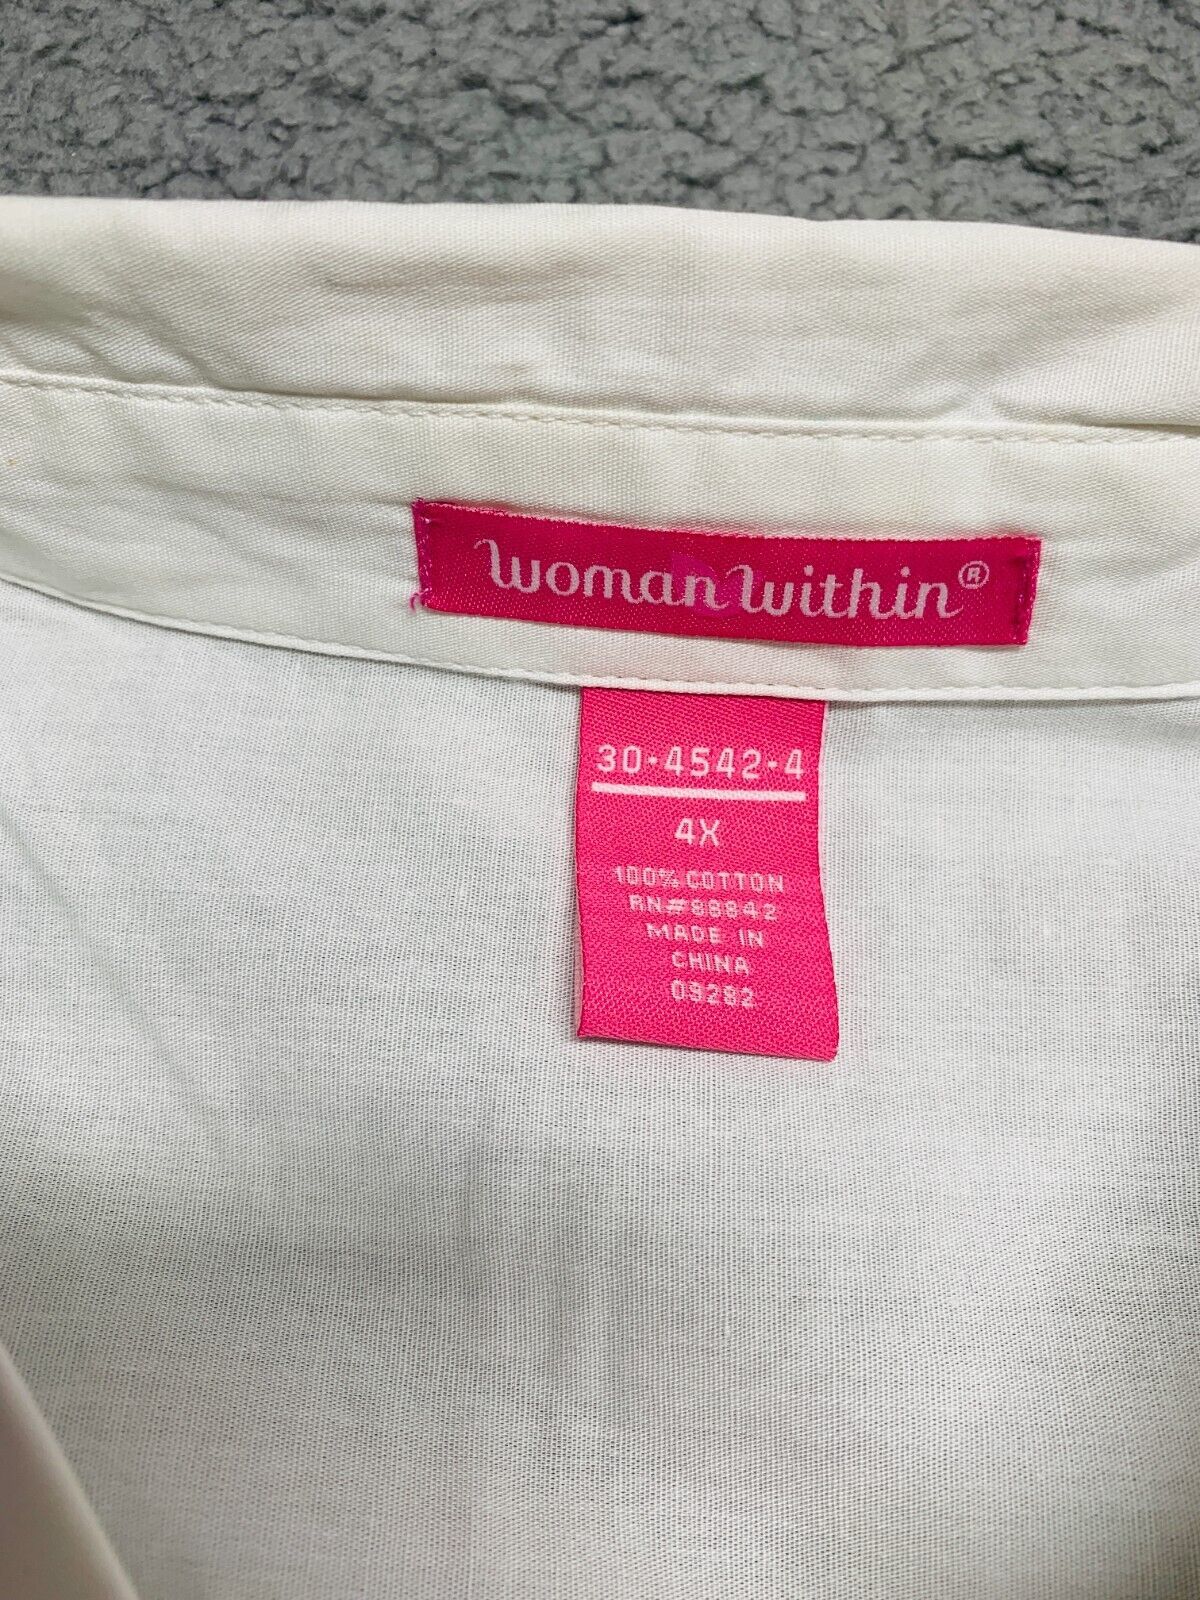 Woman Within®
30-4542-4
4X
100% COTTON
RN#88842
MADE IN
CHINA
09282